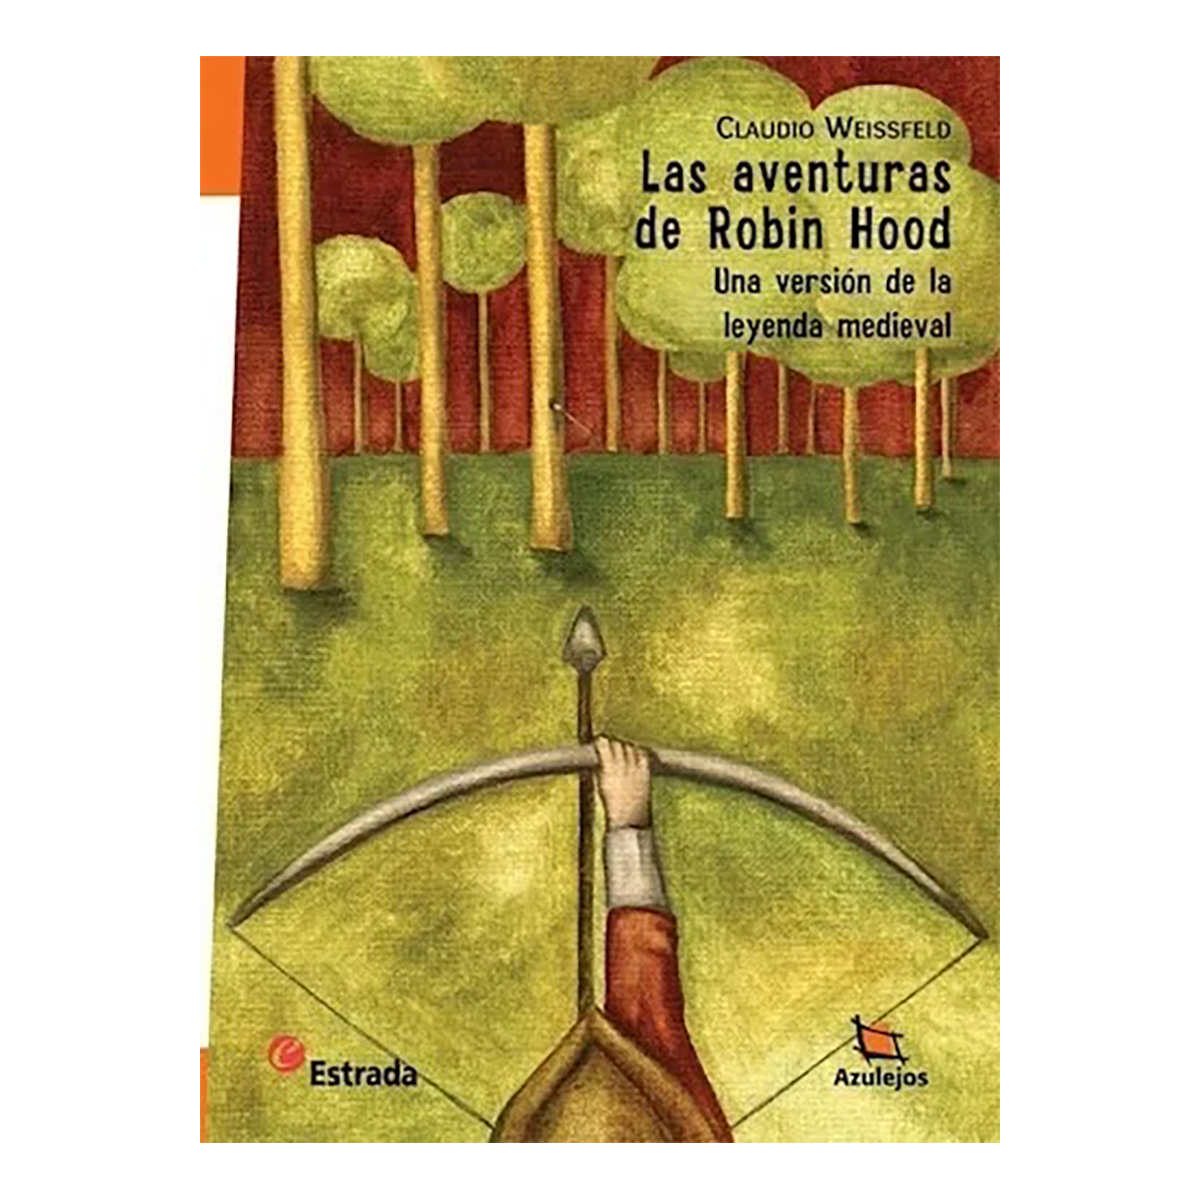 CLAUDIO WEISSFELD
Las aventuras
de Robin Hood
Una versión de la
leyenda medieval
Estrada
Azulejos